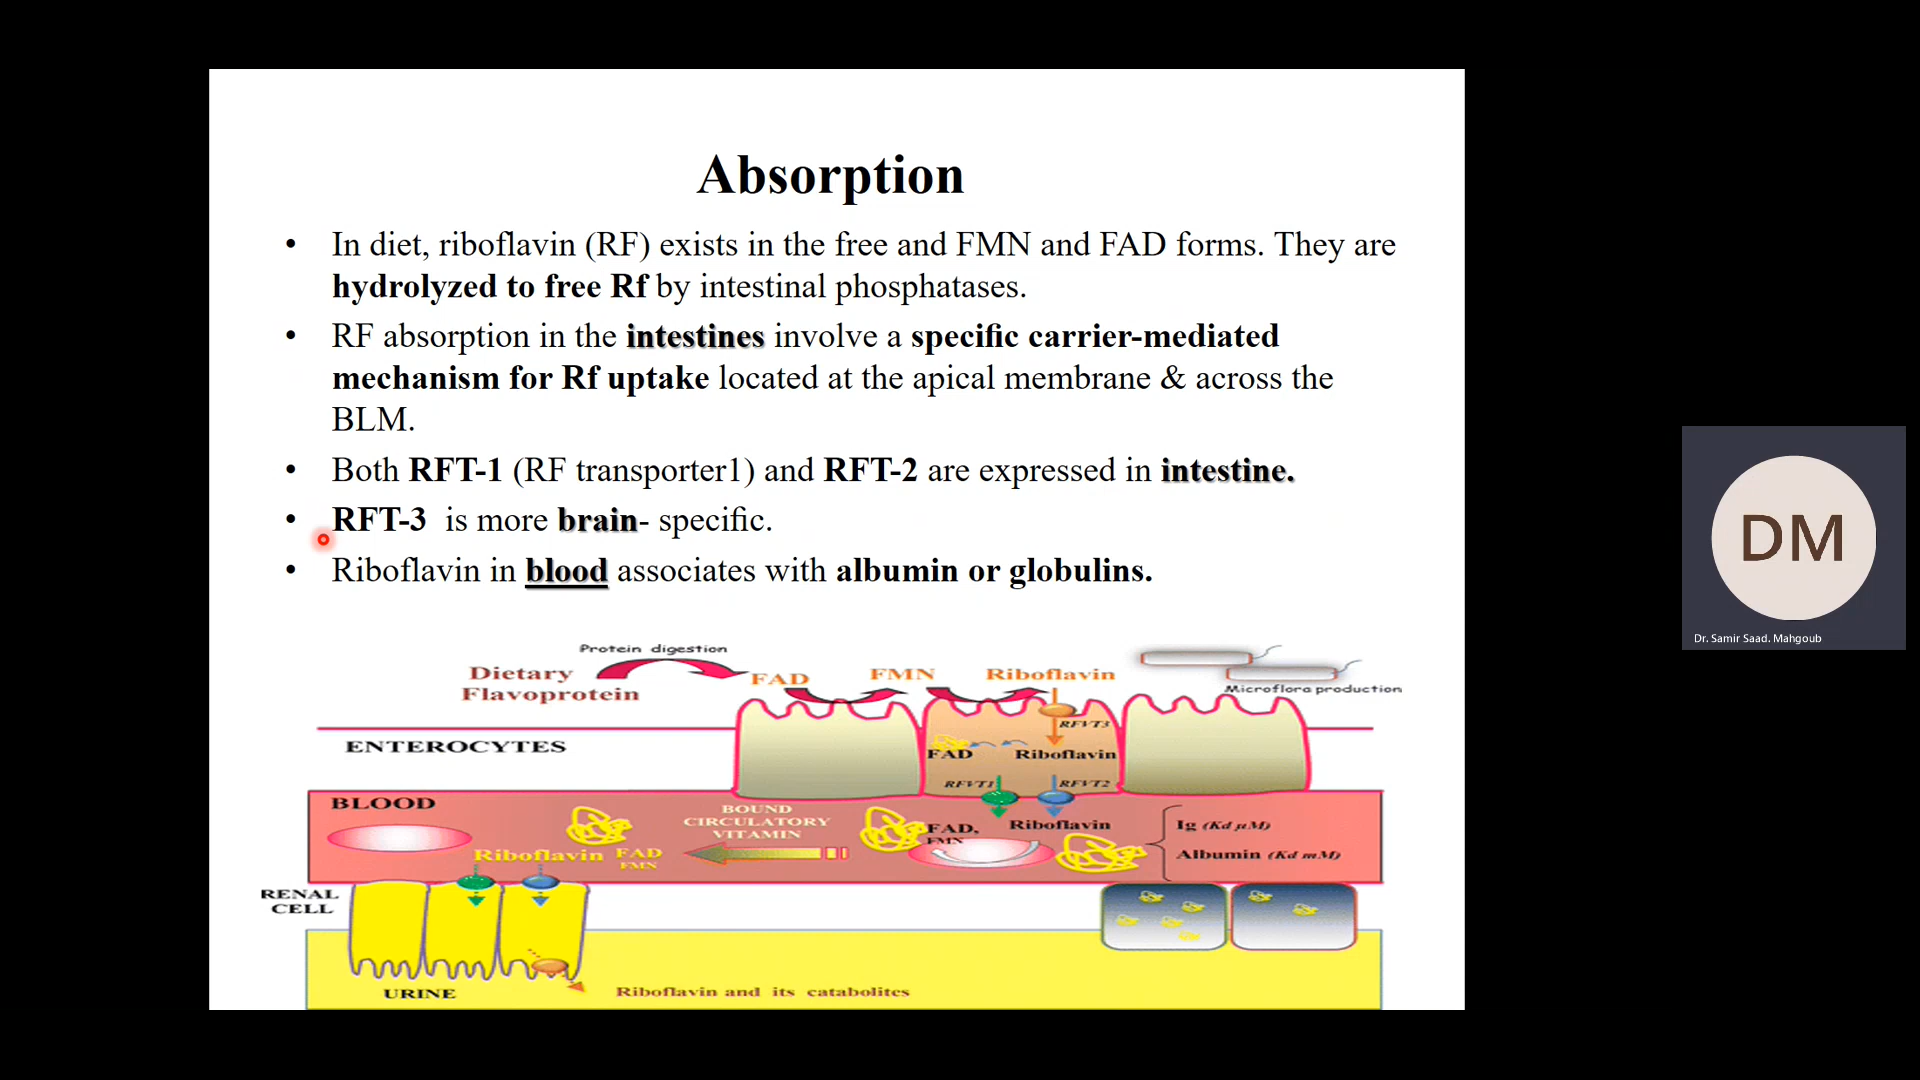 Absorption
• In diet, riboflavin (RF) exists in the free and FMN and FAD forms. They are
hydrolyzed to free Rf by intestinal phosphatases.
• RF absorption in the intestines involve a specific carrier-mediated
mechanism for Rf uptake located at the apical membrane & across the
BLM.
• Both RFT-1 (RF transporter1) and RFT-2 are expressed in intestine.
• RFT-3 is more brain- specific.
• Riboflavin in blood associates with albumin or globulins.
Protein digestion
Dietary
Flavoprotein
FAD
FMN
Riboflavin
Microflora production
RFVT3
ENTEROCYTES
FAD
Riboflavin
RFVT1
RFVT2
BLOOD
BOUND
CIRCULATORY
VITAMIN
FAD,
FMN
Riboflavin
Ig (Kd µM)
Albumin (Kd mM)
Riboflavin FAD
FMN
RENAL
CELL
URINE
Riboflavin and its catabolites
DM
Dr. Samir Saad. Mahgoub